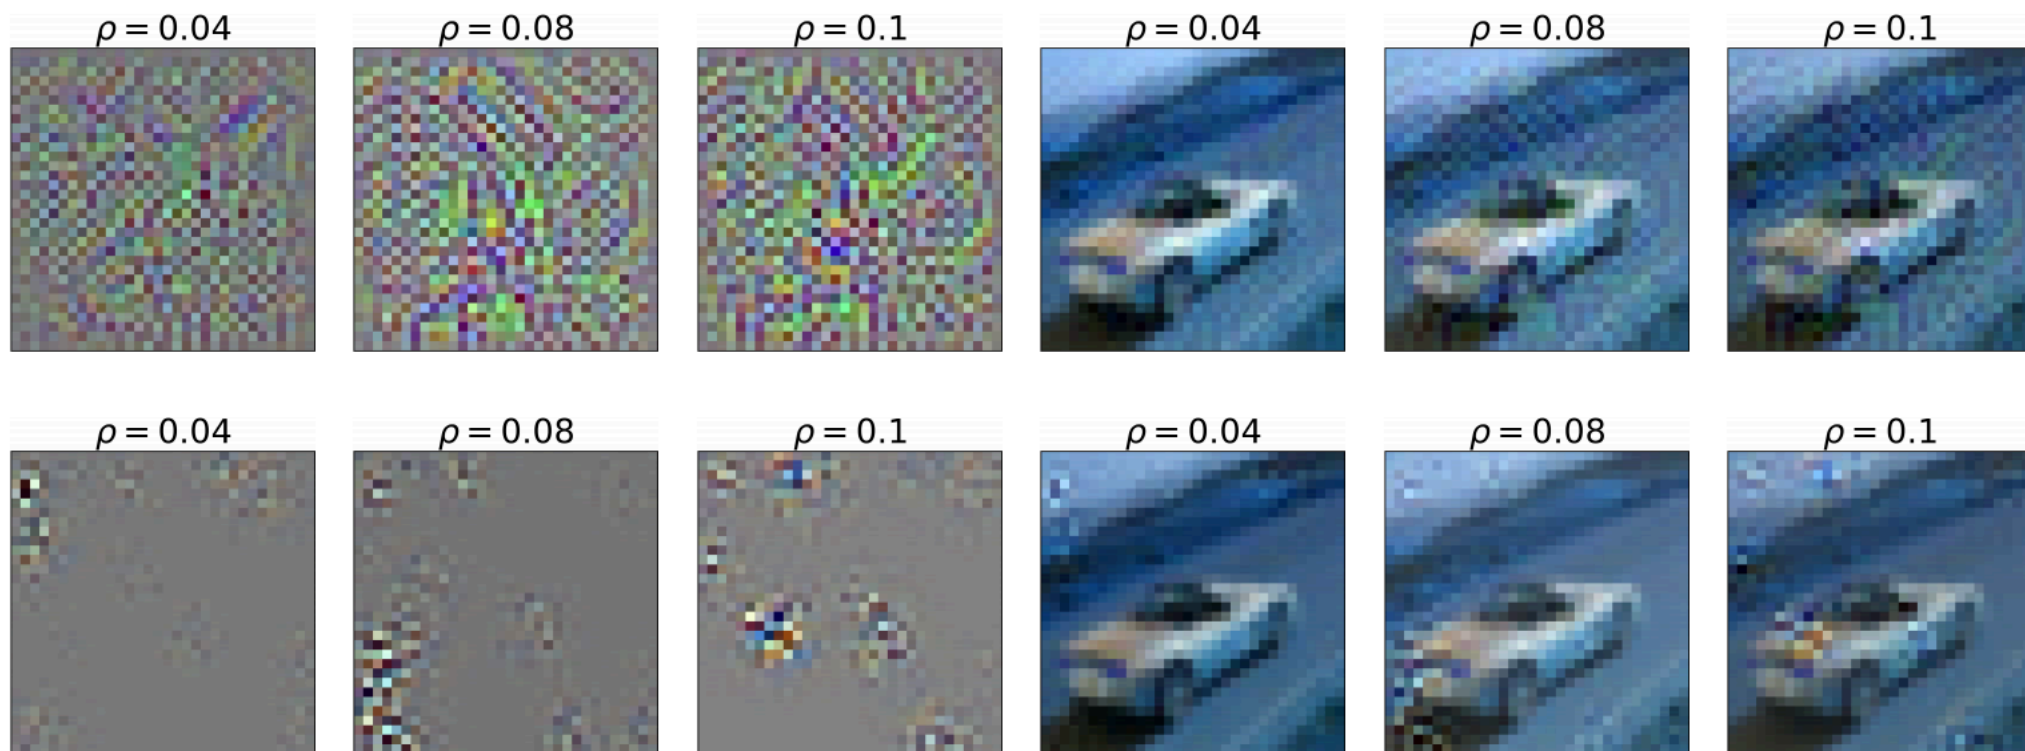 ρ = 0.04 ρ = 0.08 ρ = 0.1 ρ = 0.04 ρ = 0.08 ρ = 0.1
ρ = 0.04 ρ = 0.08 ρ = 0.1 ρ = 0.04 ρ = 0.08 ρ = 0.1